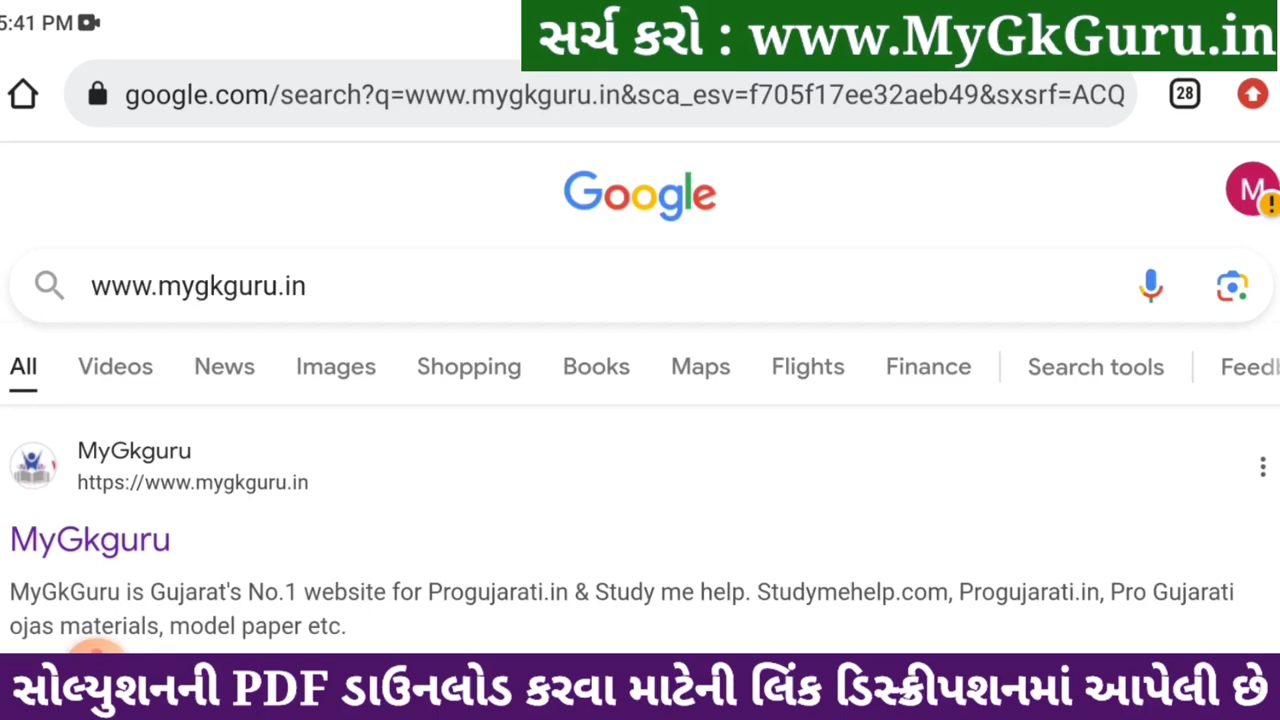 5:41 PM
સર્ચ કરો : www.MyGkGuru.in
google.com/search?q=www.mygkguru.in&sca_esv=f705f17ee32aeb49&sxsrf=ACQ
28
Google
M
www.mygkguru.in
All Videos News Images Shopping Books Maps Flights Finance Search tools Feedb
MyGkguru
https://www.mygkguru.in
MyGkguru
MyGkGuru is Gujarat's No.1 website for Progujarati.in & Study me help. Studymehelp.com, Progujarati.in, Pro Gujarati
ojas materials, model paper etc.
સોલ્યુશનની PDF ડાઉનલોડ કરવા માટેની લિંક ડિસ્ક્રીપશનમાં આપેલી છે